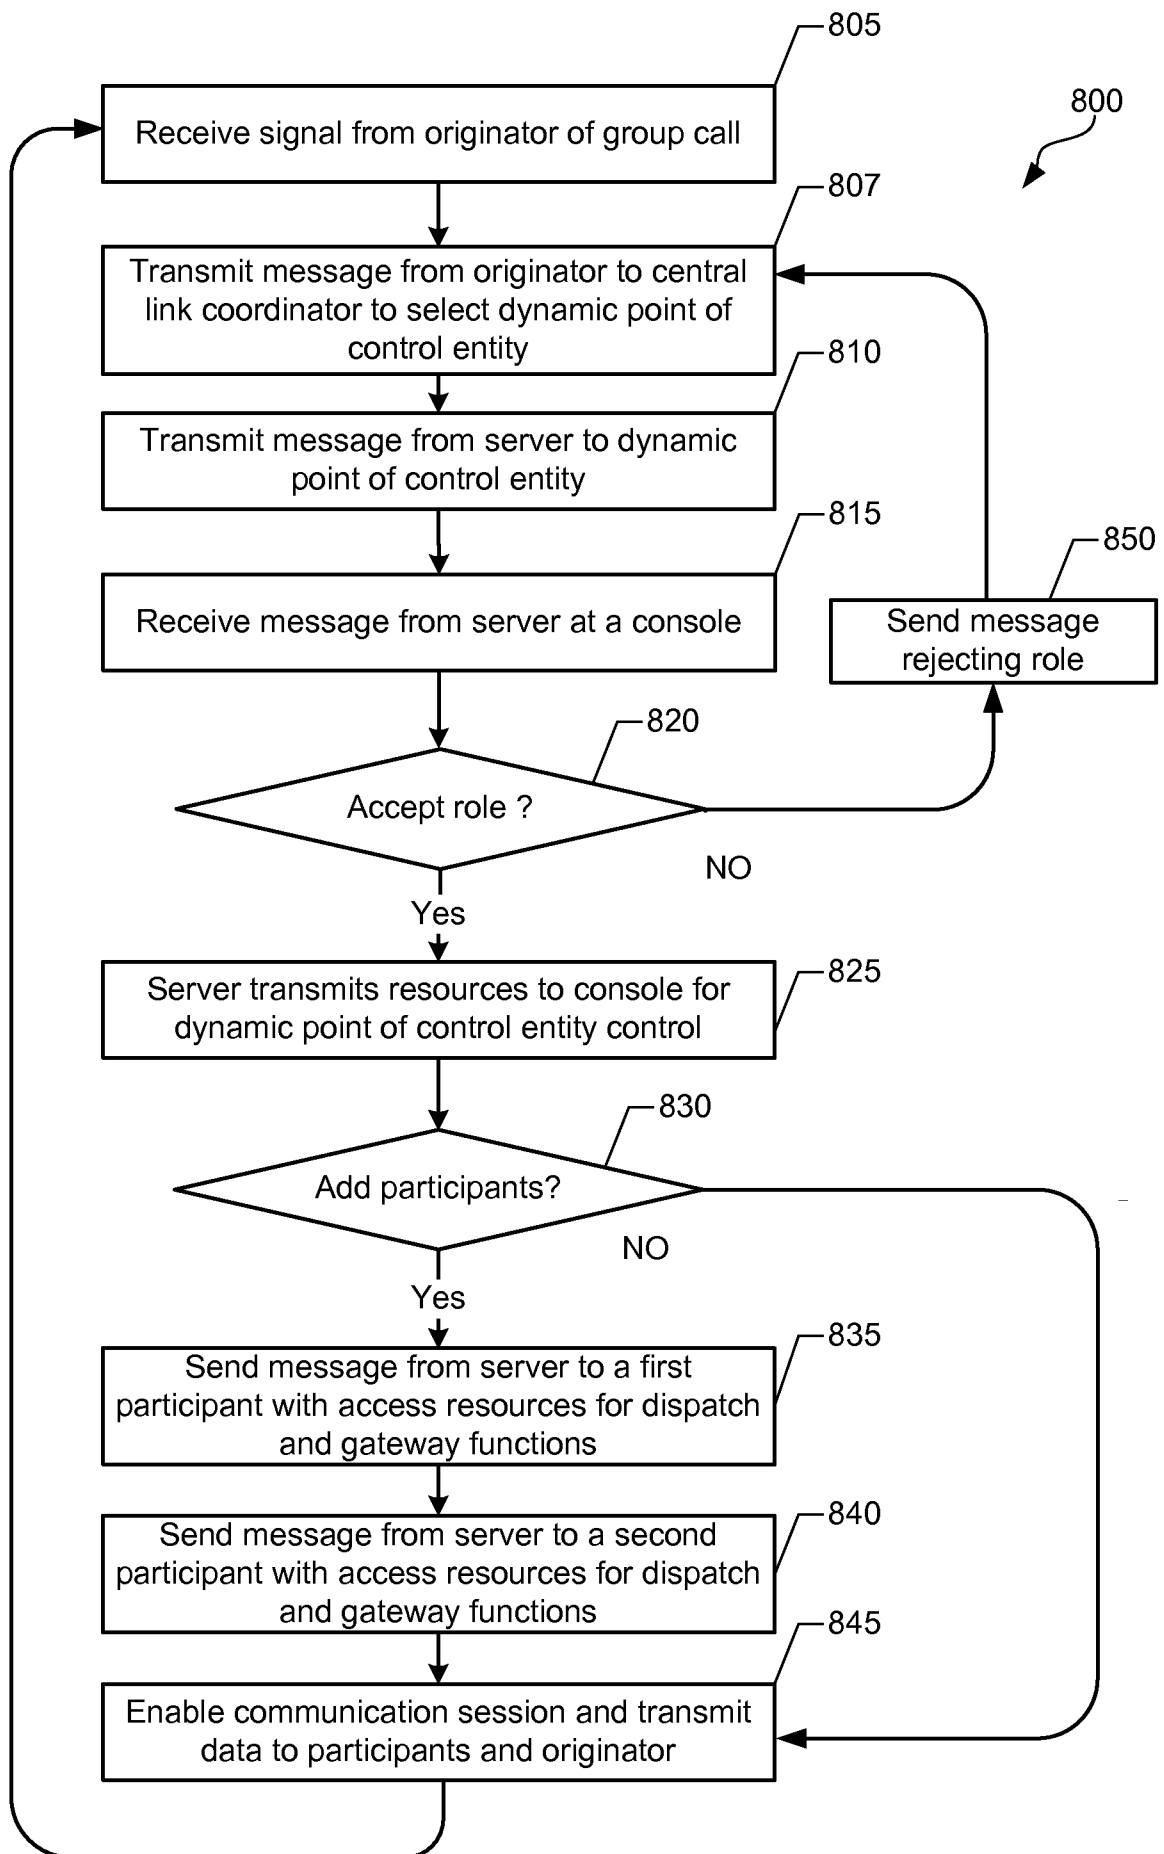 805
800
Receive signal from originator of group call
807
Transmit message from originator to central
link coordinator to select dynamic point of
control entity
810
Transmit message from server to dynamic
point of control entity
815
850
Receive message from server at a console
Send message
rejecting role
820
Accept role ?
NO
Yes
825
Server transmits resources to console for
dynamic point of control entity control
830
Add participants?
NO
Yes
835
Send message from server to a first
participant with access resources for dispatch
and gateway functions
840
Send message from server to a second
participant with access resources for dispatch
and gateway functions
845
Enable communication session and transmit
data to participants and originator